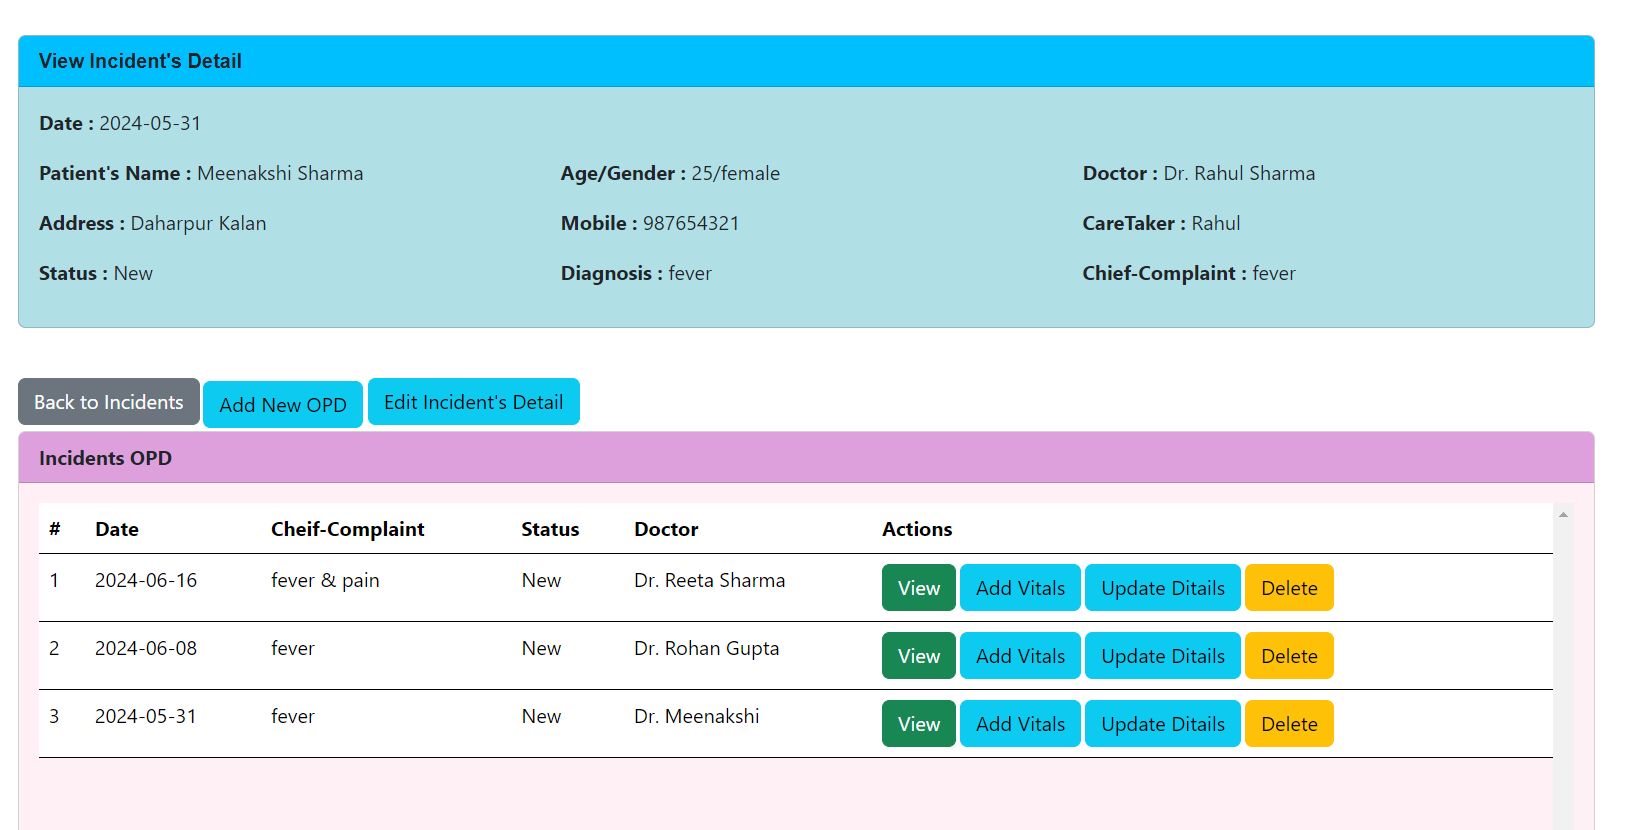 View Incident's Detail
Date : 2024-05-31
Patient's Name : Meenakshi Sharma Age/Gender : 25/female Doctor : Dr. Rahul Sharma
Address : Daharpur Kalan Mobile : 987654321 CareTaker : Rahul
Status : New Diagnosis : fever Chief-Complaint : fever
Back to Incidents Add New OPD Edit Incident's Detail
Incidents OPD
# Date Cheif-Complaint Status Doctor Actions
1 2024-06-16 fever & pain New Dr. Reeta Sharma View Add Vitals Update Ditails Delete
2 2024-06-08 fever New Dr. Rohan Gupta View Add Vitals Update Ditails Delete
3 2024-05-31 fever New Dr. Meenakshi View Add Vitals Update Ditails Delete